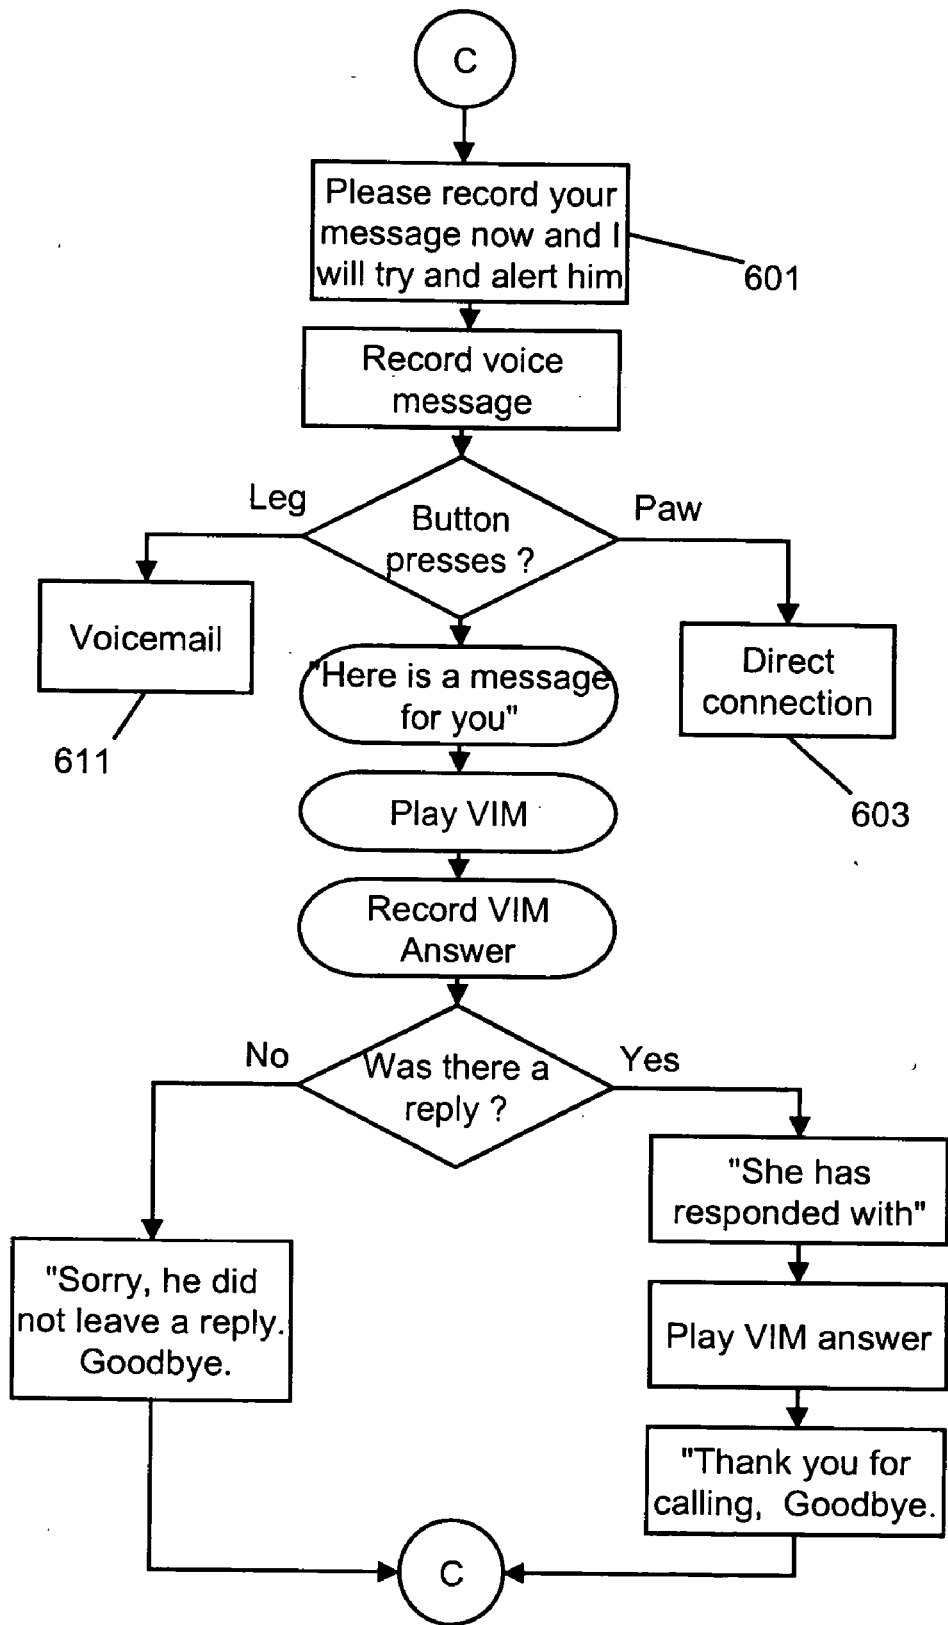 C
Please record your
message now and I
will try and alert him
601
Record voice
message
Leg
Button
presses ?
Paw
Voicemail
611
Direct
connection
603
"Here is a message
for you"
Play VIM
Record VIM
Answer
No
Was there a
reply ?
Yes
"She has
responded with"
"Sorry, he did
not leave a reply.
Goodbye.
Play VIM answer
"Thank you for
calling, Goodbye.
C